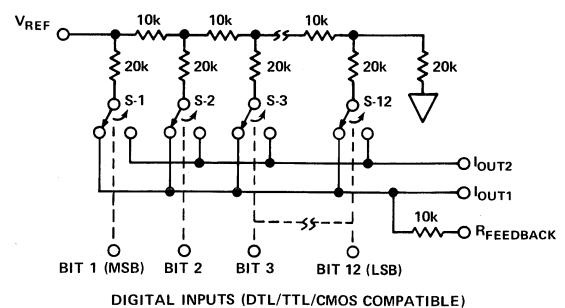 VREF
10k 10k 10k
20k 20k 20k 20k 20k
S-1 S-2 S-3 S-12
IOUT2
IOUT1
10k
RFEEDBACK
BIT 1 (MSB) BIT 2 BIT 3 BIT 12 (LSB)
DIGITAL INPUTS (DTL/TTL/CMOS COMPATIBLE)